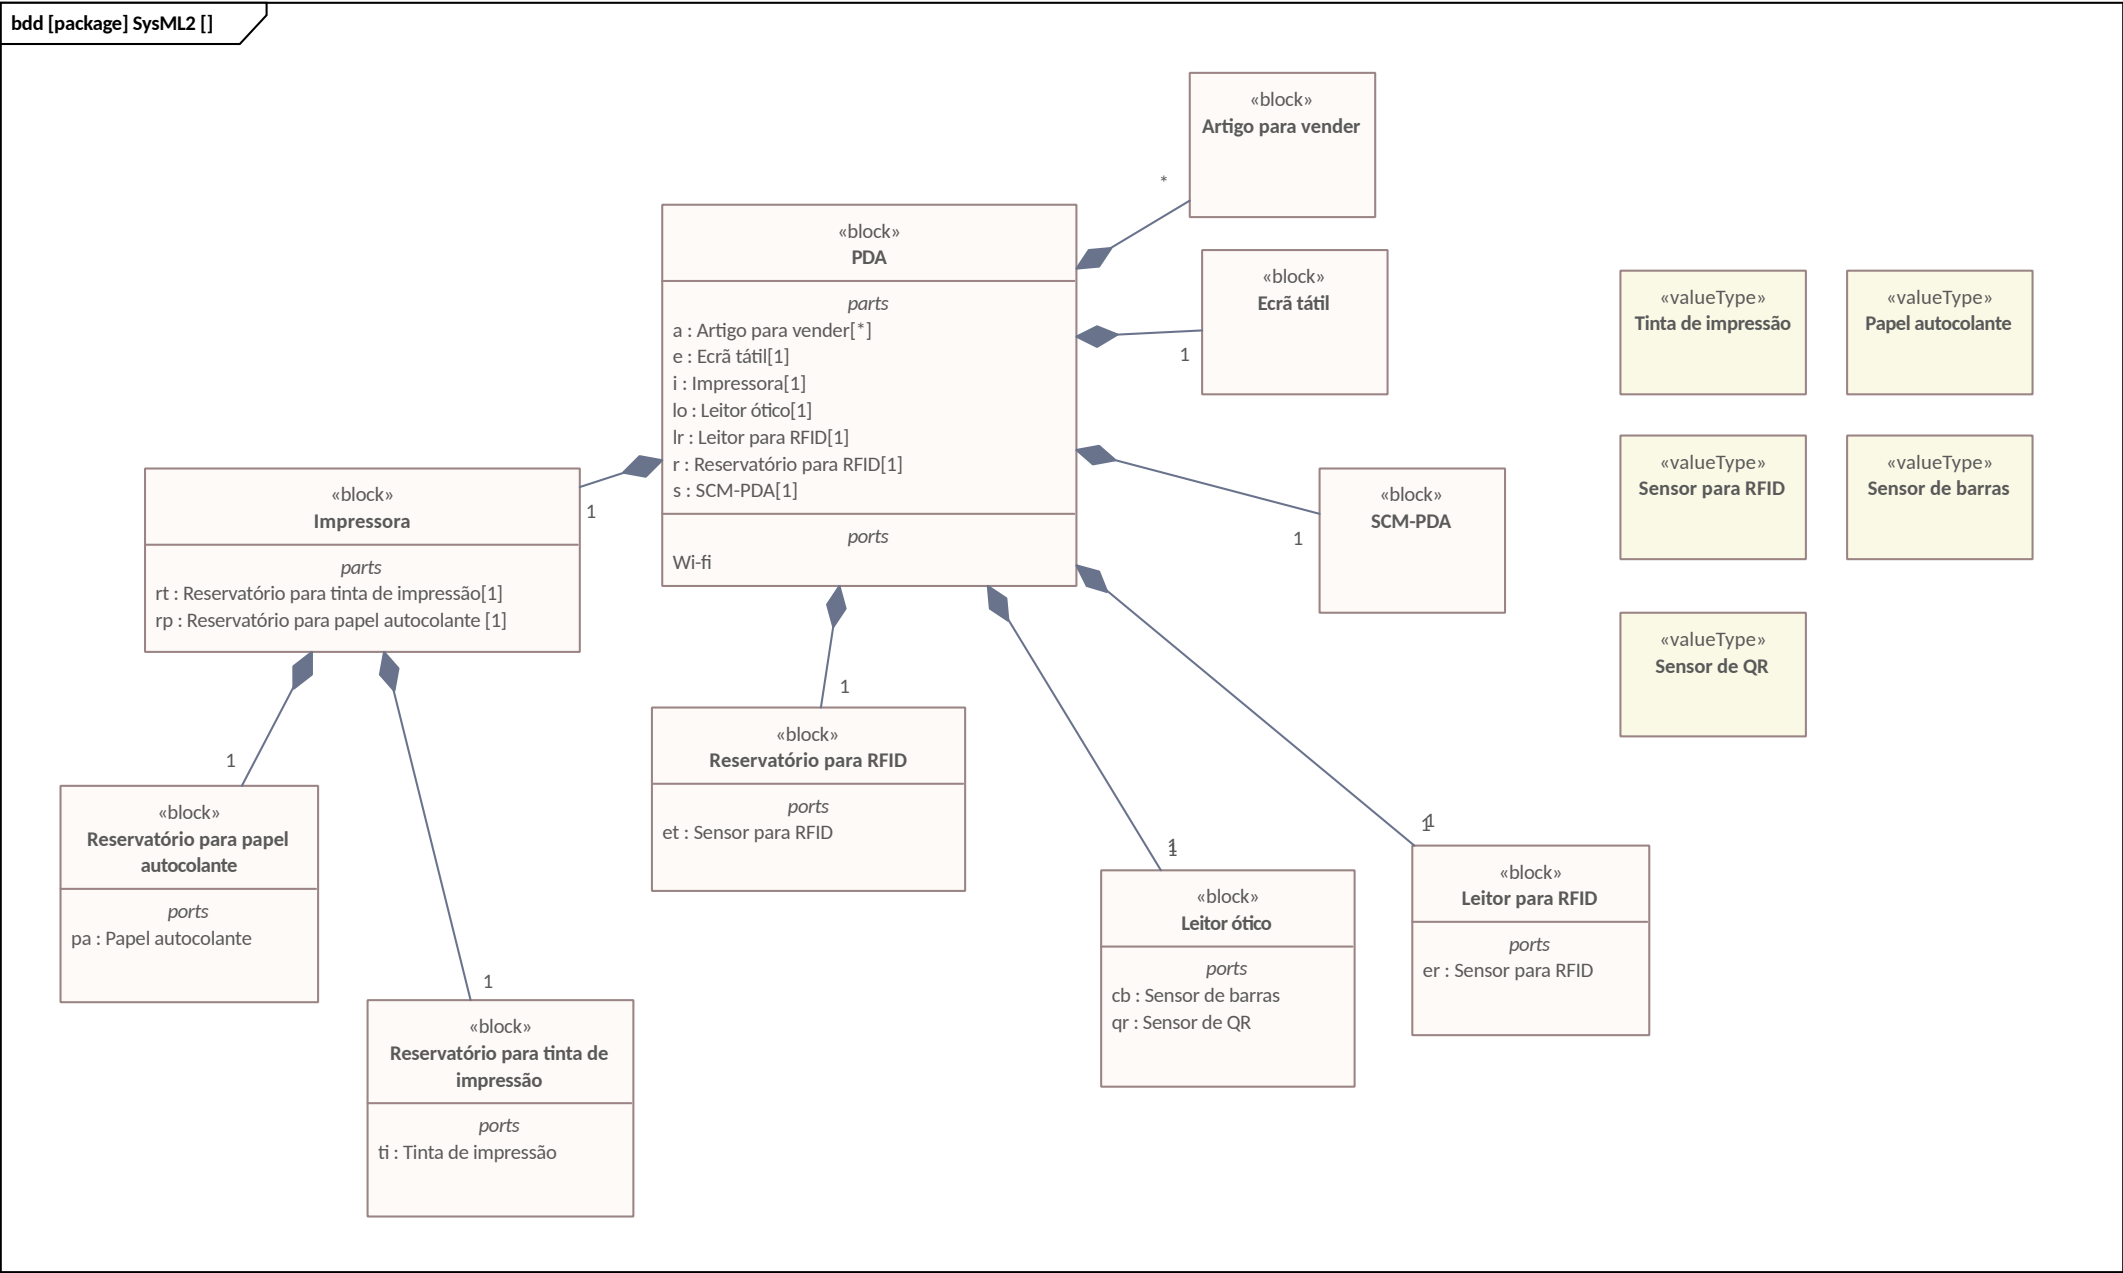 bdd [package] SysML2 []
«block»
Artigo para vender
*
«block»
PDA
parts
a : Artigo para vender[*]
e : Ecrã tátil[1]
i : Impressora[1]
lo : Leitor ótico[1]
lr : Leitor para RFID[1]
r : Reservatório para RFID[1]
s : SCM-PDA[1]
ports
Wi-fi
«block»
Ecrã tátil
1
«valueType»
Tinta de impressão
«valueType»
Papel autocolante
«valueType»
Sensor para RFID
«valueType»
Sensor de barras
«valueType»
Sensor de QR
«block»
SCM-PDA
1
«block»
Impressora
1
parts
rt : Reservatório para tinta de impressão[1]
rp : Reservatório para papel autocolante [1]
1
«block»
Reservatório para RFID
ports
et : Sensor para RFID
1
«block»
Reservatório para papel
autocolante
ports
pa : Papel autocolante
1
«block»
Reservatório para tinta de
impressão
ports
ti : Tinta de impressão
1
1
«block»
Leitor ótico
ports
cb : Sensor de barras
qr : Sensor de QR
1
1
«block»
Leitor para RFID
ports
er : Sensor para RFID